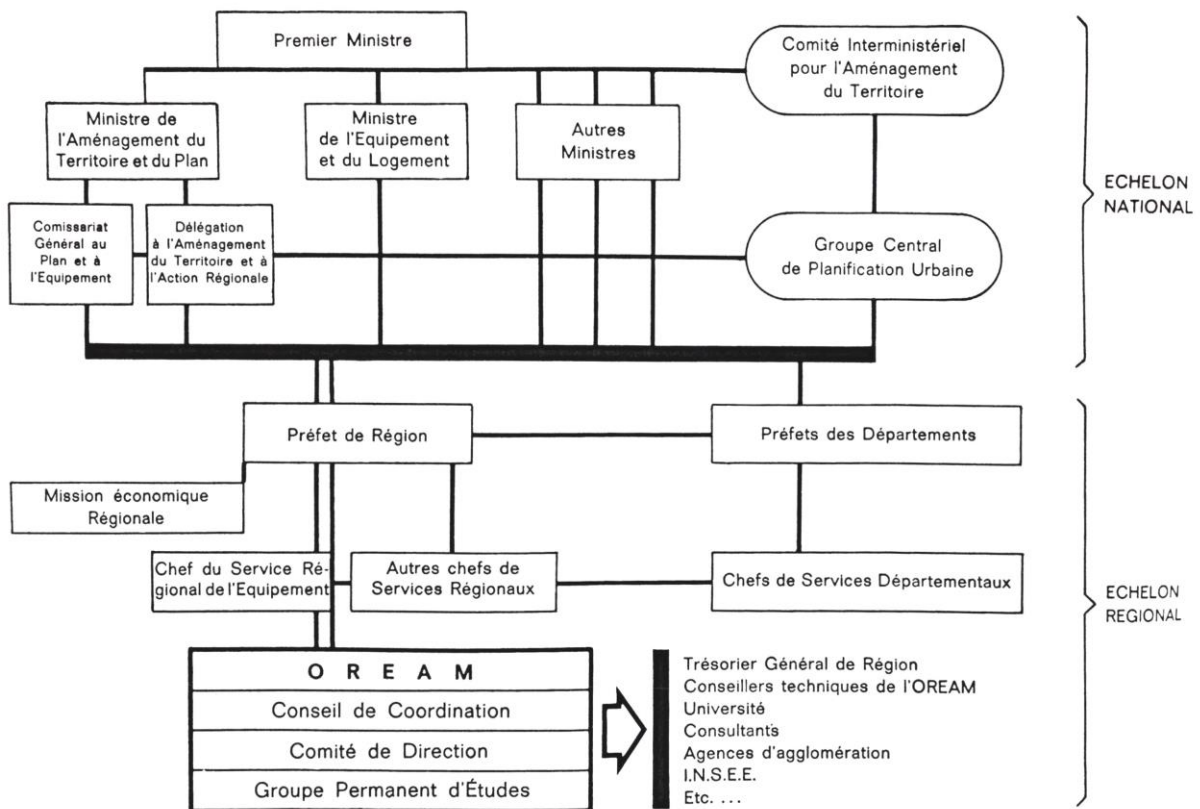 Premier Ministre
Comité Interministériel
pour l'Aménagement
du Territoire
Ministre de
l'Aménagement du
Territoire et du Plan
Ministre
de l'Equipement
et du Logement
Autres
Ministres
ECHELON
NATIONAL
Comissariat
Général au
Plan et à
l'Equipement
Délégation
à l'Aménagement
du Territoire et à
l'Action Régionale
Groupe Central
de Planification Urbaine
Préfet de Région
Préfets des Départements
Mission économique
Régionale
Chef du Service Ré-
gional de l'Equipement
Autres chefs de
Services Régionaux
Chefs de Services Départementaux
ECHELON
REGIONAL
O R E A M
Conseil de Coordination
Comité de Direction
Groupe Permanent d'Études
Trésorier Général de Région
Conseillers techniques de l'OREAM
Université
Consultants
Agences d'agglomération
I.N.S.E.E.
Etc. ...